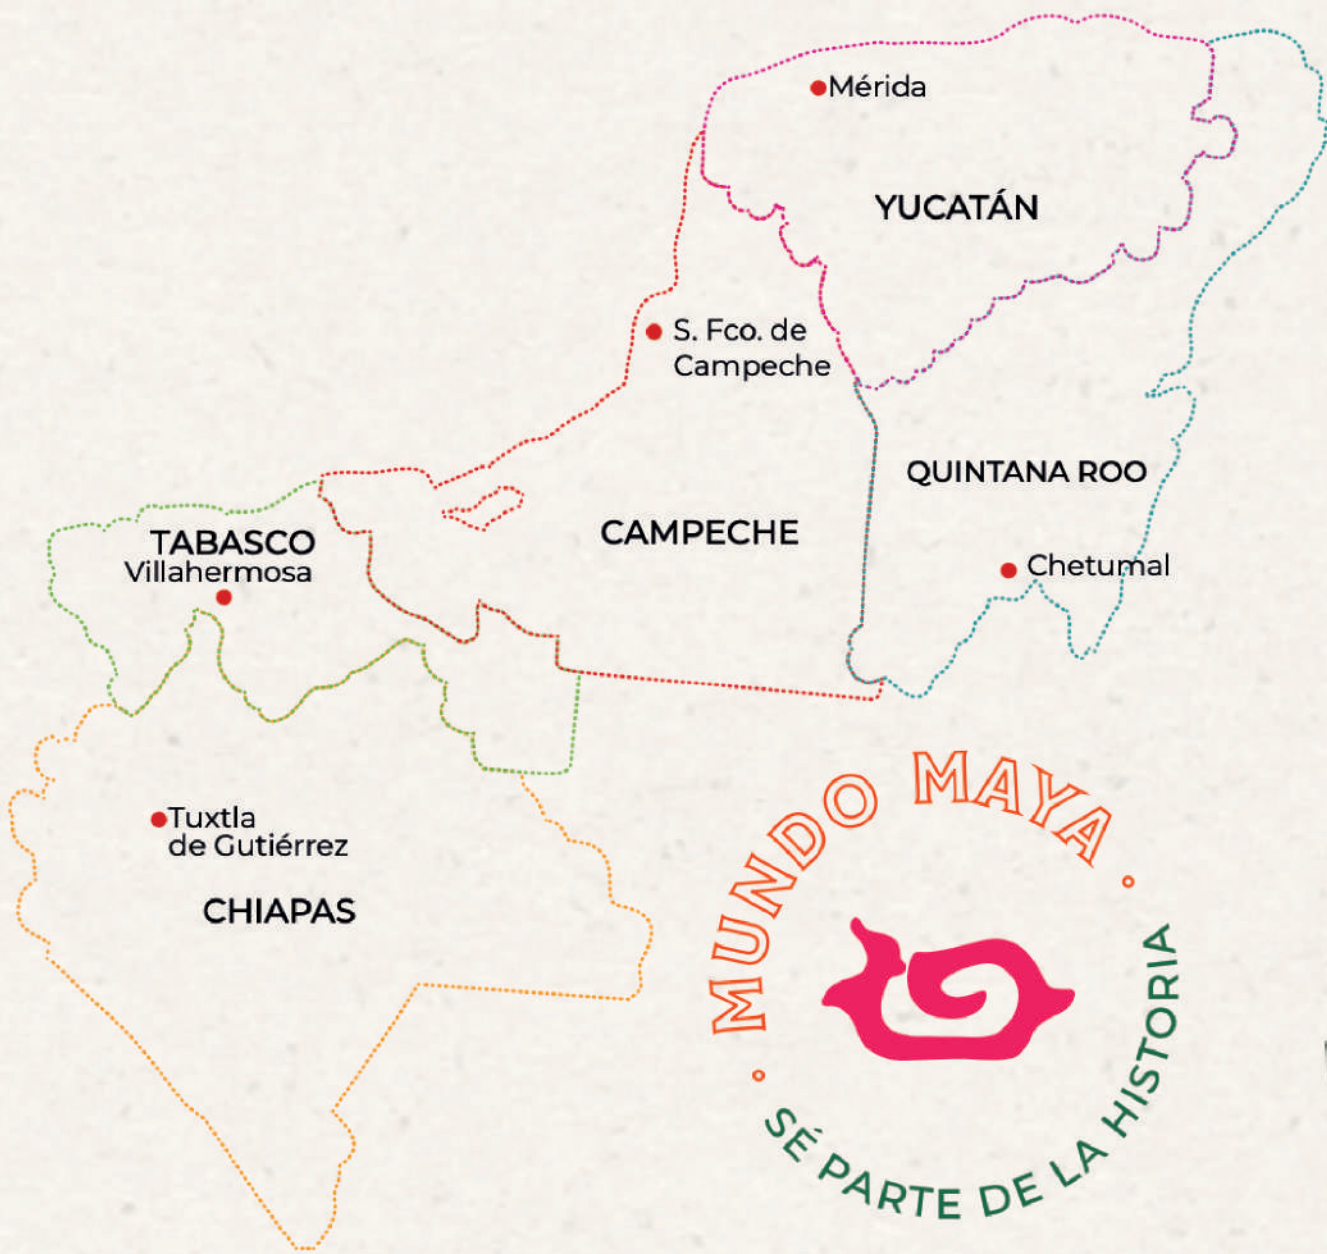 Mérida
YUCATÁN
S. Fco. de
Campeche
QUINTANA ROO
CAMPECHE
TABASCO
Villahermosa
Chetumal
Tuxtla
de Gutiérrez
CHIAPAS
· MUNDO MAYA ·
SÉ PARTE DE LA HISTORIA